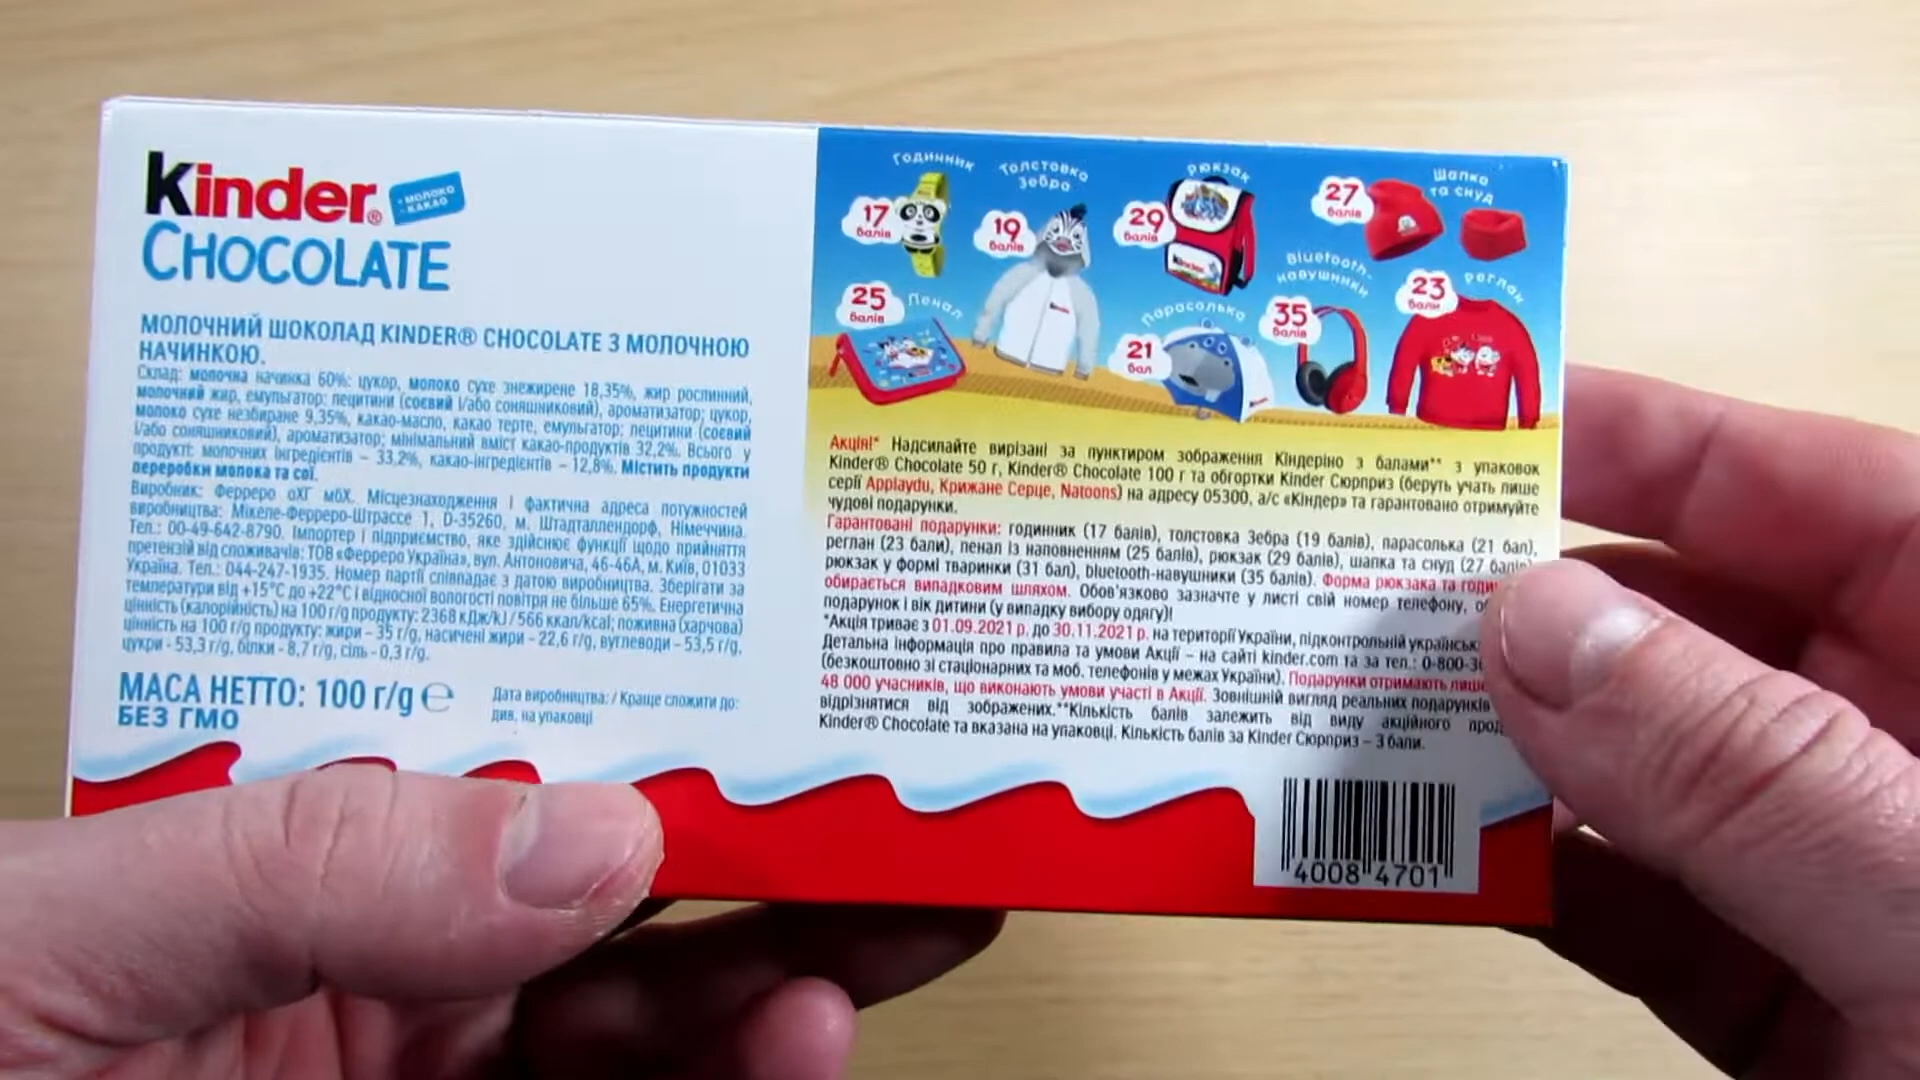 Kinder®
+ МОЛОКО
- КАКАО
CHOCOLATE
МОЛОЧНИЙ ШОКОЛАД KINDER® CHOCOLATE З МОЛОЧНОЮ
НАЧИНКОЮ.
Склад: молочна начинка 60%: цукор, молоко сухе знежирене 18,35%, жир рослинний,
молочний жир, емульгатор: лецитини (соєвий і/або соняшниковий), ароматизатор; цукор,
молоко сухе незбиране 9,35%, какао-масло, какао терте, емульгатор: лецитини (соєвий
і/або соняшниковий), ароматизатор; мінімальний вміст какао-продуктів 32,2%. Всього у
продукті: молочних інгредієнтів – 33,2%, какао-інгредієнтів – 12,8%. Містить продукти
переробки молока та сої.
Виробник: Ферреро оХГ мбХ. Місцезнаходження і фактична адреса потужностей
виробництва: Мікеле-Ферреро-Штрассе 1, D-35260, м. Штадталлендорф, Німеччина.
Тел.: 00-49-642-8790. Імпортер і підприємство, яке здійснює функції щодо прийняття
претензій від споживачів: ТОВ «Ферреро Україна», вул. Антоновича, 46-46А, м. Київ, 01033
Україна. Тел.: 044-247-1935. Номер партії співпадає з датою виробництва. Зберігати за
температури від +15°С до +22°С і відносної вологості повітря не більше 65%. Енергетична
цінність (калорійність) на 100 г/g продукту: 2368 кДж/kJ / 566 ккал/kcal; поживна (харчова)
цінність на 100 г/g продукту: жири – 35 г/g, насичені жири – 22,6 г/g, вуглеводи – 53,5 г/g,
цукри - 53,3 г/g, білки - 8,7 г/g, сіль - 0,3 г/g.
МАСА НЕТТО: 100 г/g ℮
БЕЗ ГМО
Дата виробництва: / Краще спожити до:
див. на упаковці
Годинник
17
балів
Толстовка
Зебра
19
балів
Рюкзак
29
балів
Kinder
Шапка
та снуд
27
балів
25
балів
Пенал
Парасолька
21
бал
Bluetooth-
навушники
35
балів
Реглан
23
бали
Акція!* Надсилайте вирізані за пунктиром зображення Кіндеріно з балами** з упаковок
Kinder® Chocolate 50 г, Kinder® Chocolate 100 г та обгортки Kinder Сюрприз (беруть учать лише
серії Applaydu, Крижане Серце, Natoons) на адресу 05300, а/с «Кіндер» та гарантовано отримуйте
чудові подарунки.
Гарантовані подарунки: годинник (17 балів), толстовка Зебра (19 балів), парасолька (21 бал),
реглан (23 бали), пенал із наповненням (25 балів), рюкзак (29 балів), шапка та снуд (27 балів),
рюкзак у формі тваринки (31 бал), bluetooth-навушники (35 балів). Форма рюкзака та
обирається випадковим шляхом. Обов'язково зазначте у листі свій номер телефону,
подарунок і вік дитини (у випадку вибору одягу)!
*Акція триває з 01.09.2021 р. до 30.11.2021 р. на території України, підконтрольній
Детальна інформація про правила та умови Акції – на сайті kinder.com та за тел.: 0-800-3
(безкоштовно зі стаціонарних та моб. телефонів у межах України). Подарунки отримають
48 000 учасників, що виконають умови участі в Акції. Зовнішній вигляд реальних подарунків
відрізнятися від зображених.**Кількість балів залежить від виду акційного
Kinder® Chocolate та вказана на упаковці. Кількість балів за Kinder Сюрприз – 3 бали.
4008 4701